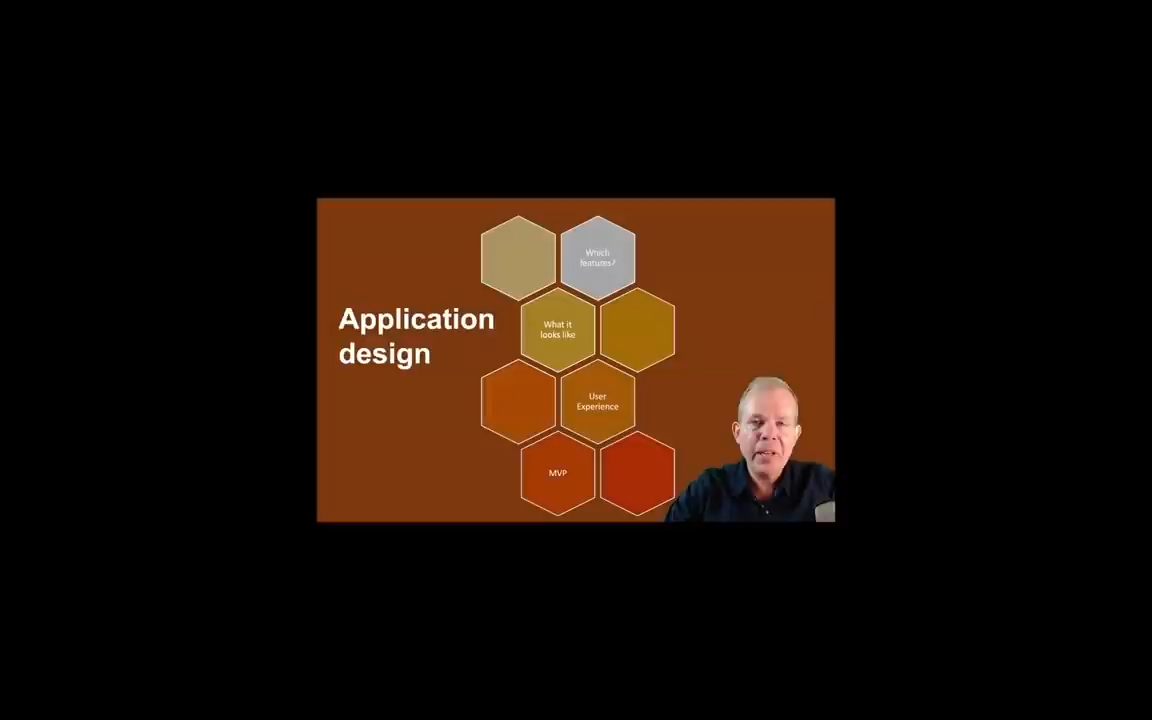 Application
design
Which
features?
What it
looks like
User
Experience
MVP